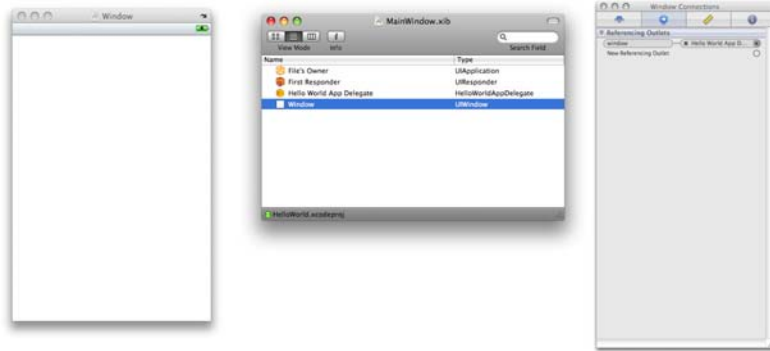 Window
MainWindow.xib
View Mode
Info
Search Field
Name Type
File's Owner UIApplication
First Responder UIResponder
Hello World App Delegate HelloWorldAppDelegate
Window UIWindow
HelloWorld.xcodeproj
Window Connections
Referencing Outlets
window Hello World App D...
New Referencing Outlet